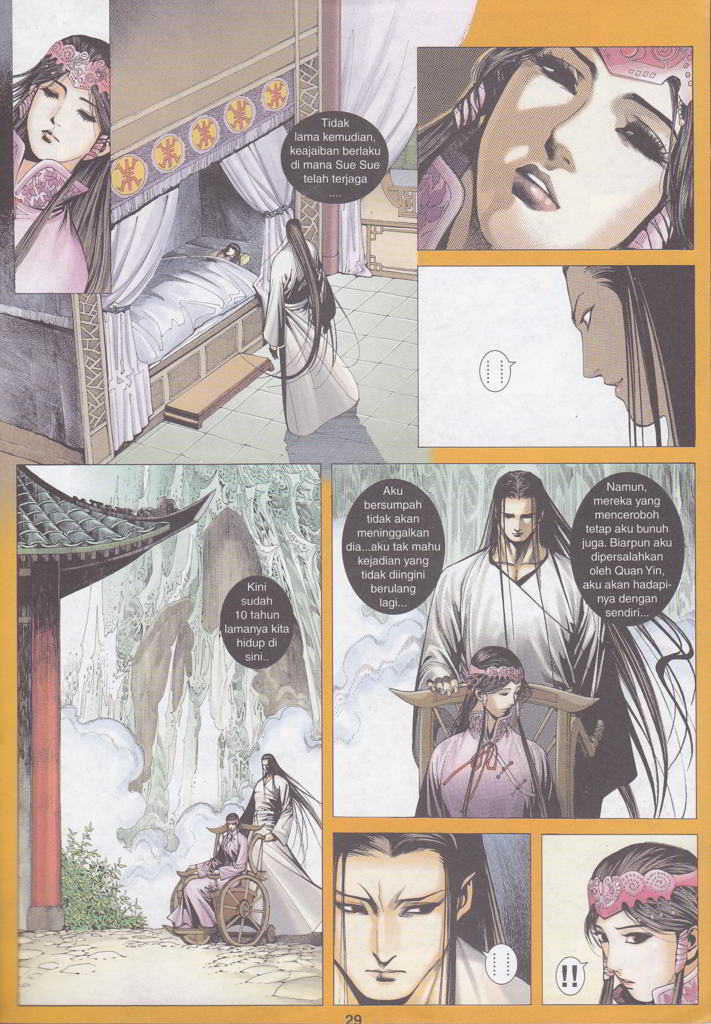 Tidak
lama kemudian,
keajaiban berlaku
di mana Sue Sue
telah terjaga
....
......
Kini
sudah
10 tahun
lamanya kita
hidup di
sini..
Aku
bersumpah
tidak akan
meninggalkan
dia...aku tak mahu
kejadian yang
tidak diingini
berulang
lagi...
Namun,
mereka yang
menceroboh
tetap aku bunuh
juga. Biarpun aku
dipersalahkan
oleh Quan Yin,
aku akan hadapi-
nya dengan
sendiri...
......
!!
29